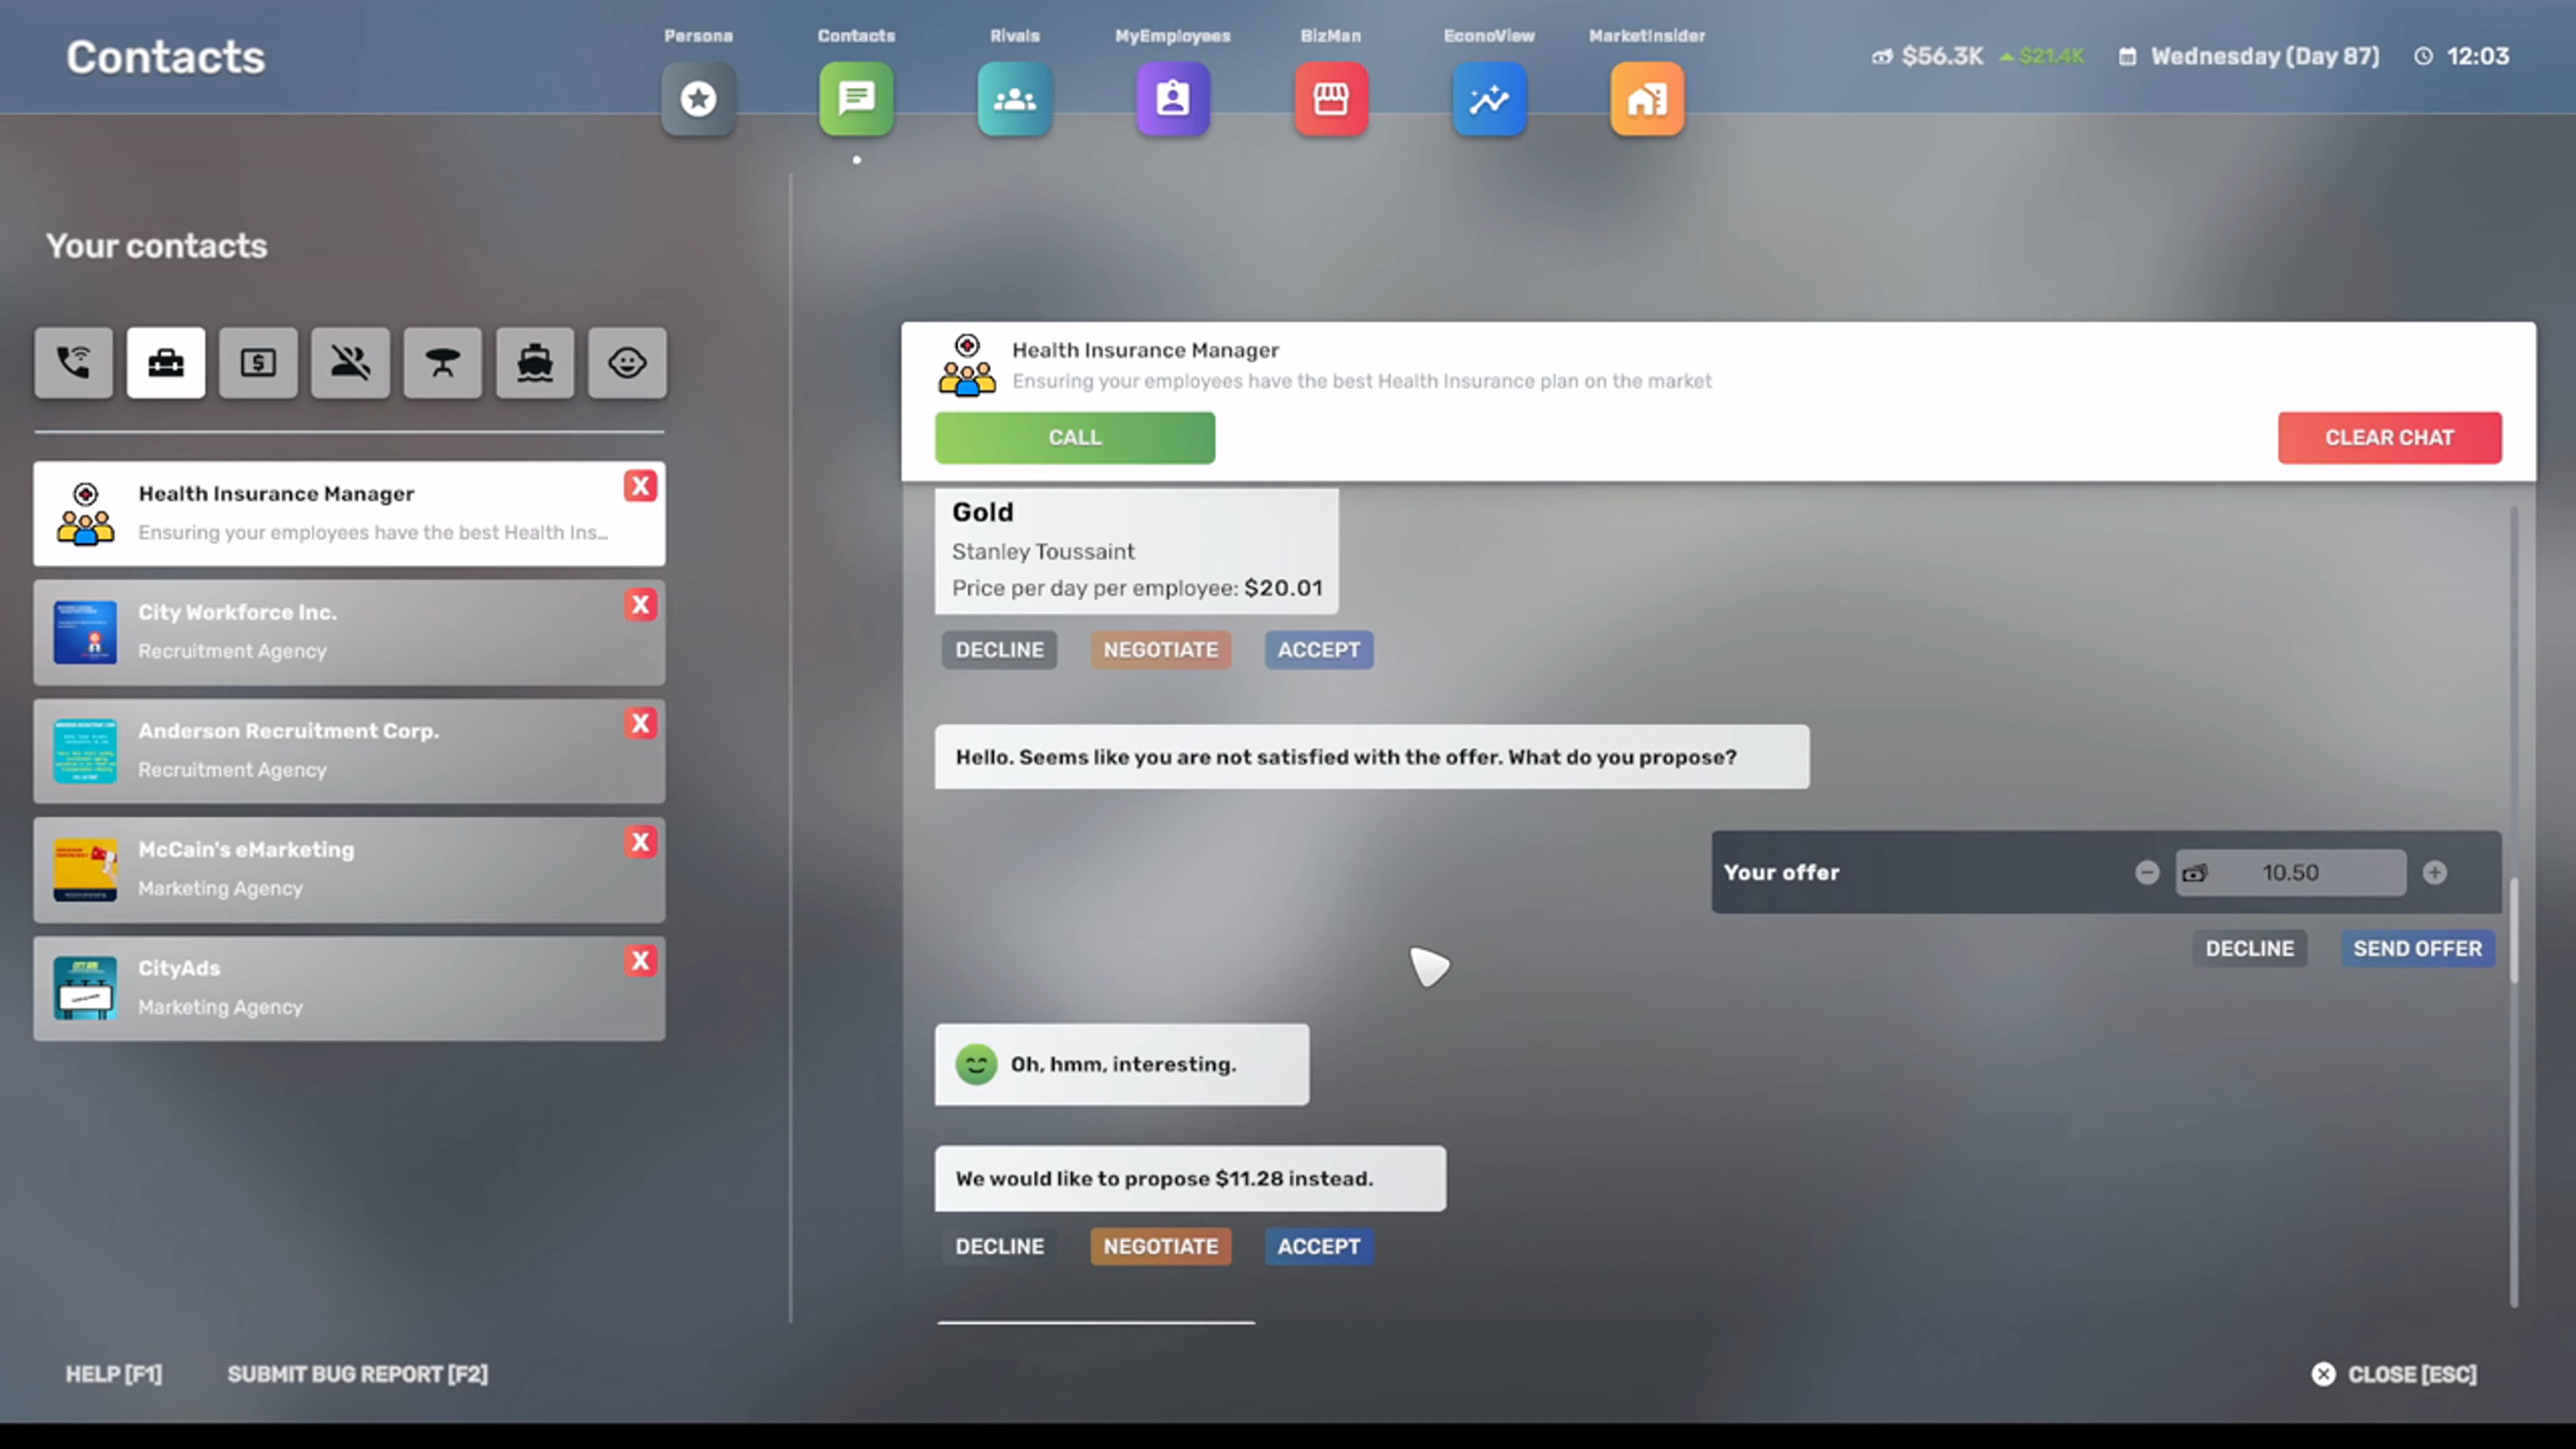 Contacts
Persona
Contacts
Rivals
MyEmployees
BizMan
EconoView
MarketInsider
$56.3K
$21.4K
Wednesday (Day 87)
12:03
Your contacts
Health Insurance Manager
Ensuring your employees have the best Health Ins...
X
City Workforce Inc.
Recruitment Agency
X
Anderson Recruitment Corp.
Recruitment Agency
X
McCain's eMarketing
Marketing Agency
X
CityAds
Marketing Agency
X
Health Insurance Manager
Ensuring your employees have the best Health Insurance plan on the market
CALL
CLEAR CHAT
Gold
Stanley Toussaint
Price per day per employee: $20.01
DECLINE NEGOTIATE ACCEPT
Hello. Seems like you are not satisfied with the offer. What do you propose?
Your offer 10.50
DECLINE SEND OFFER
Oh, hmm, interesting.
We would like to propose $11.28 instead.
DECLINE NEGOTIATE ACCEPT
HELP [F1]
SUBMIT BUG REPORT [F2]
CLOSE [ESC]